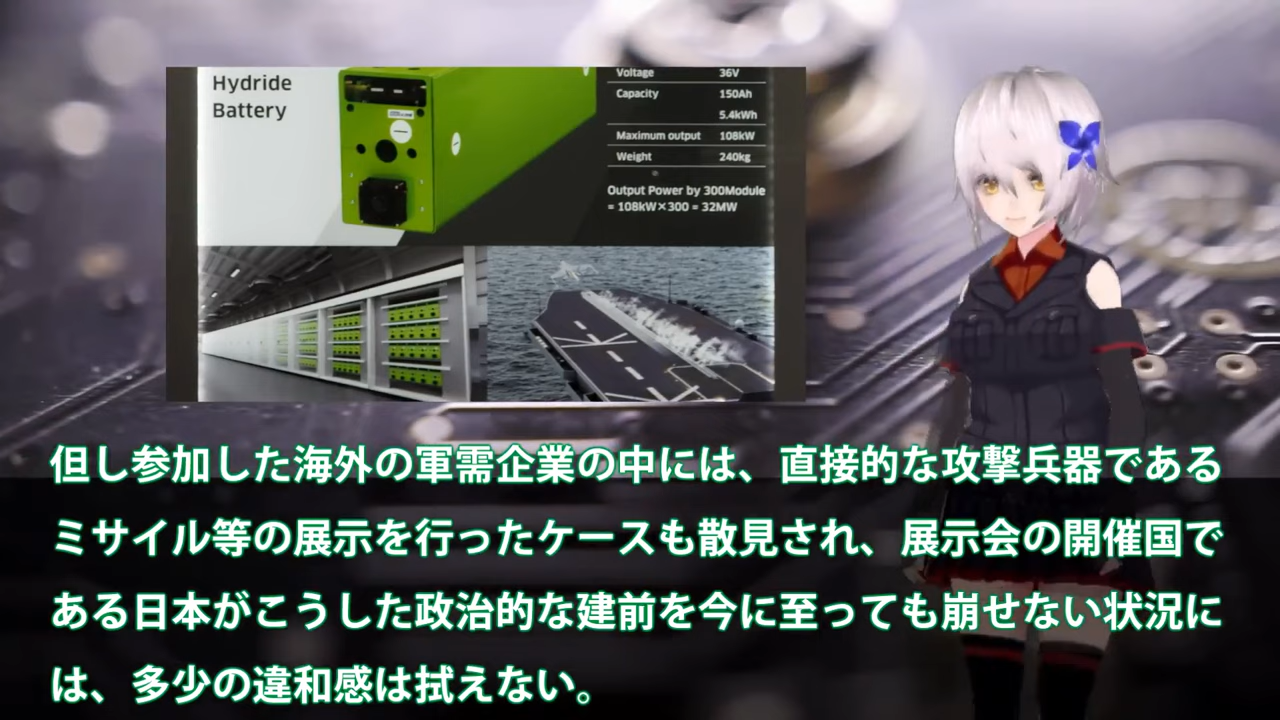 Hydride
Battery
Voltage 36V
Capacity 150Ah
5.4kWh
Maximum output 108kW
Weight 240kg
Output Power by 300Module
= 108kW×300 = 32MW
但し参加した海外の軍需企業の中には、直接的な攻撃兵器である
ミサイル等の展示を行ったケースも散見され、展示会の開催国で
ある日本がこうした政治的な建前を今に至っても崩せない状況に
は、多少の違和感は拭えない。